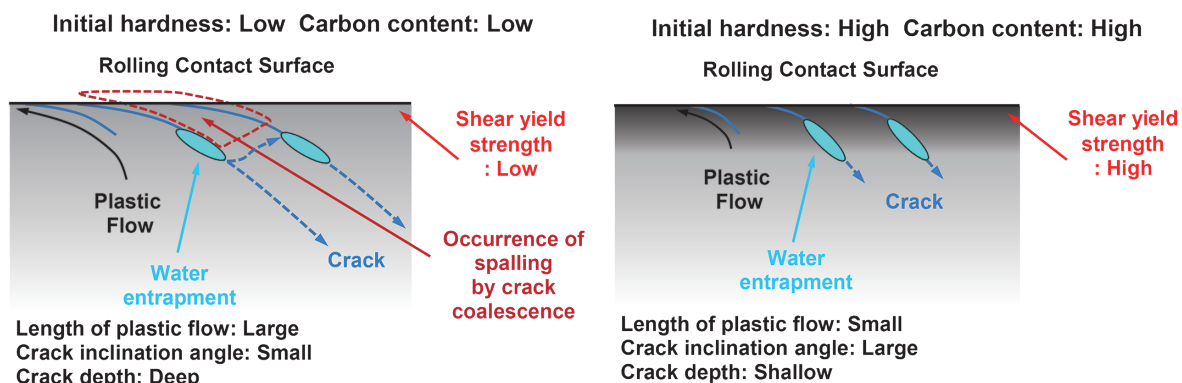 Initial hardness: Low  Carbon content: Low
Rolling Contact Surface
Shear yield
strength
: Low
Plastic
Flow
Crack
Water
entrapment
Occurrence of
spalling
by crack
coalescence
Length of plastic flow: Large
Crack inclination angle: Small
Crack depth: Deep
Initial hardness: High  Carbon content: High
Rolling Contact Surface
Shear yield
strength
: High
Plastic
Flow
Crack
Water
entrapment
Length of plastic flow: Small
Crack inclination angle: Large
Crack depth: Shallow